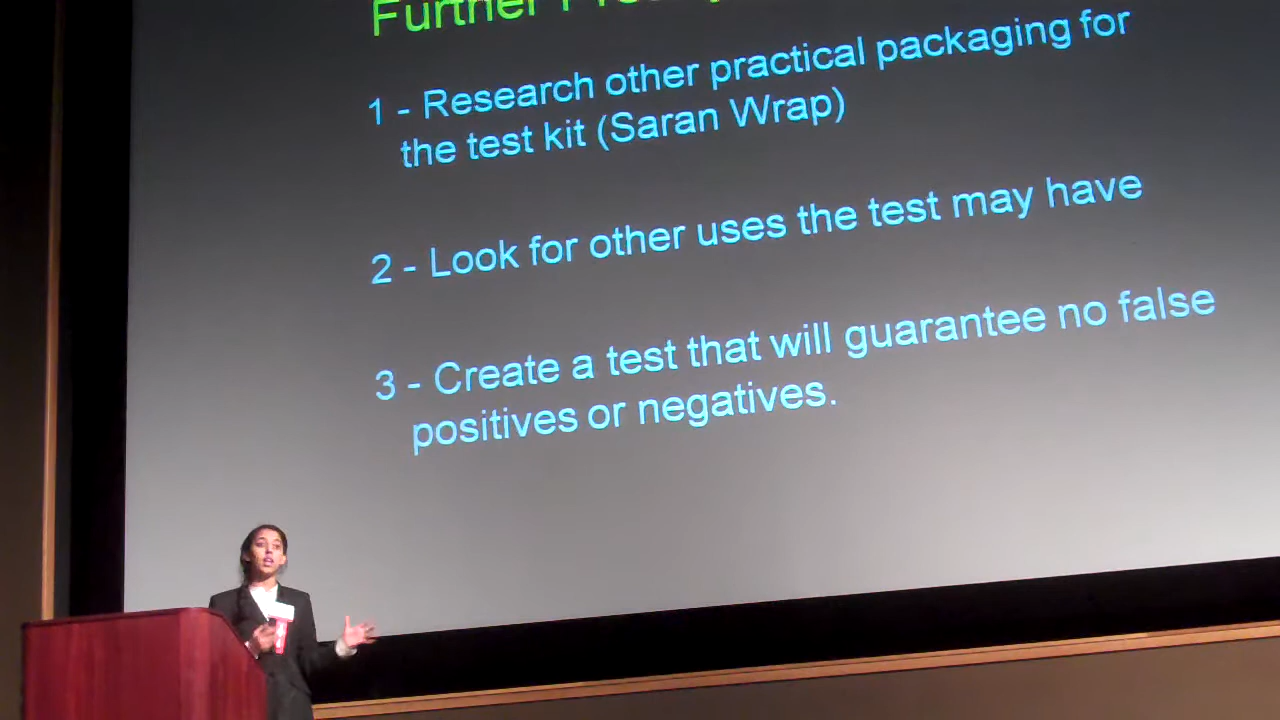 Further
1 - Research other practical packaging for
the test kit (Saran Wrap)
2 - Look for other uses the test may have
3 - Create a test that will guarantee no false
positives or negatives.